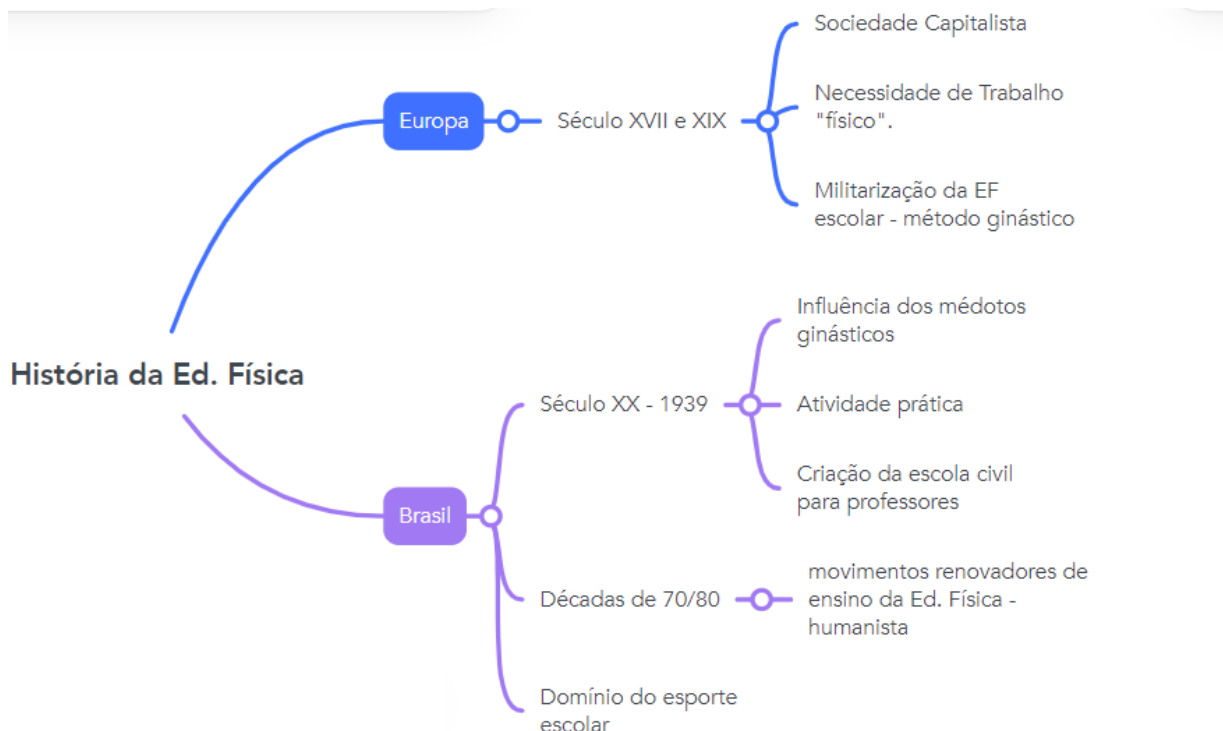 História da Ed. Física
Europa
Século XVII e XIX
Sociedade Capitalista
Necessidade de Trabalho
"físico".
Militarização da EF
escolar - método ginástico
Brasil
Século XX - 1939
Influência dos médotos
ginásticos
Atividade prática
Criação da escola civil
para professores
Décadas de 70/80
movimentos renovadores de
ensino da Ed. Física -
humanista
Domínio do esporte
escolar